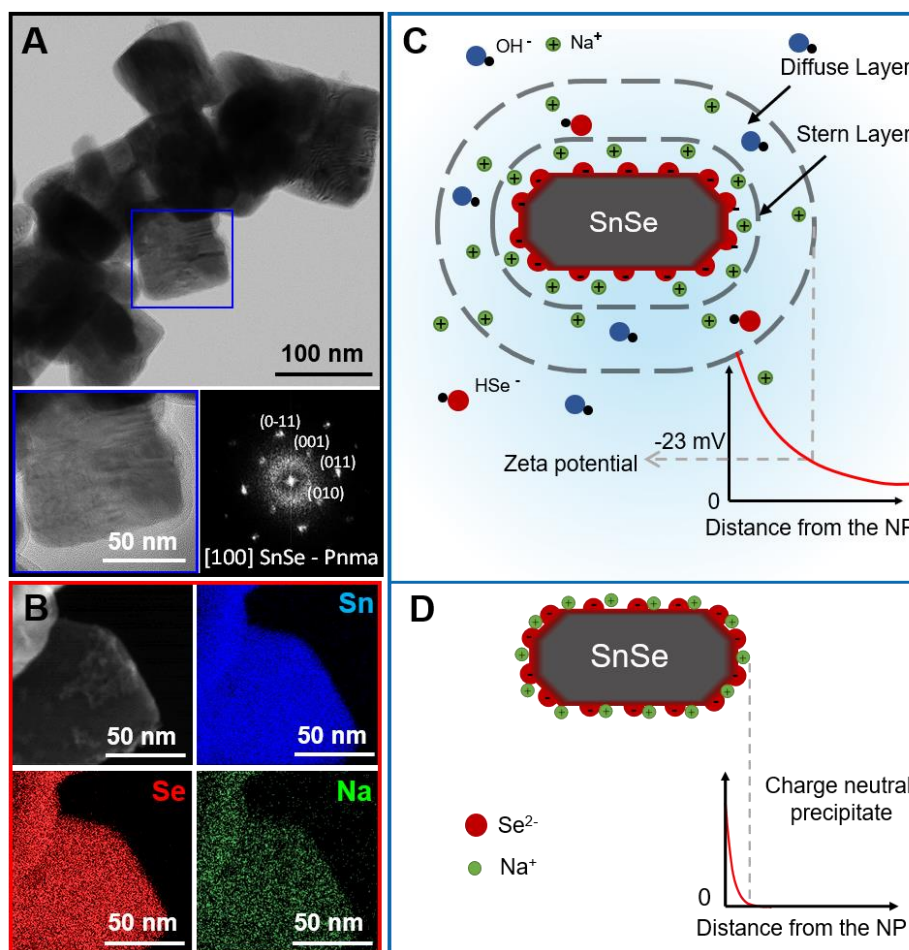 A
100 nm
50 nm
(0-11)
(001)
(011)
(010)
[100] SnSe - Pnma
B
50 nm
Sn
50 nm
Se
50 nm
Na
50 nm
C
OH-
Na+
Diffuse Layer
Stern Layer
SnSe
HSe-
-23 mV
Zeta potential
0
Distance from the NP
D
SnSe
Se2-
Na+
Charge neutral
precipitate
0
Distance from the NP